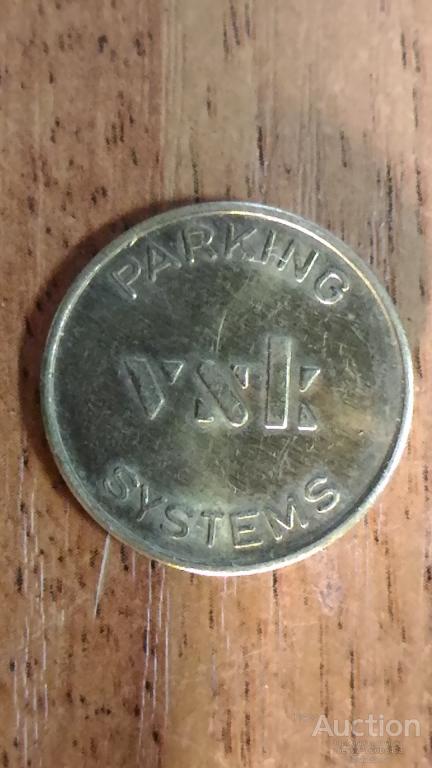 PARKING
vsk
SYSTEMS
Auction